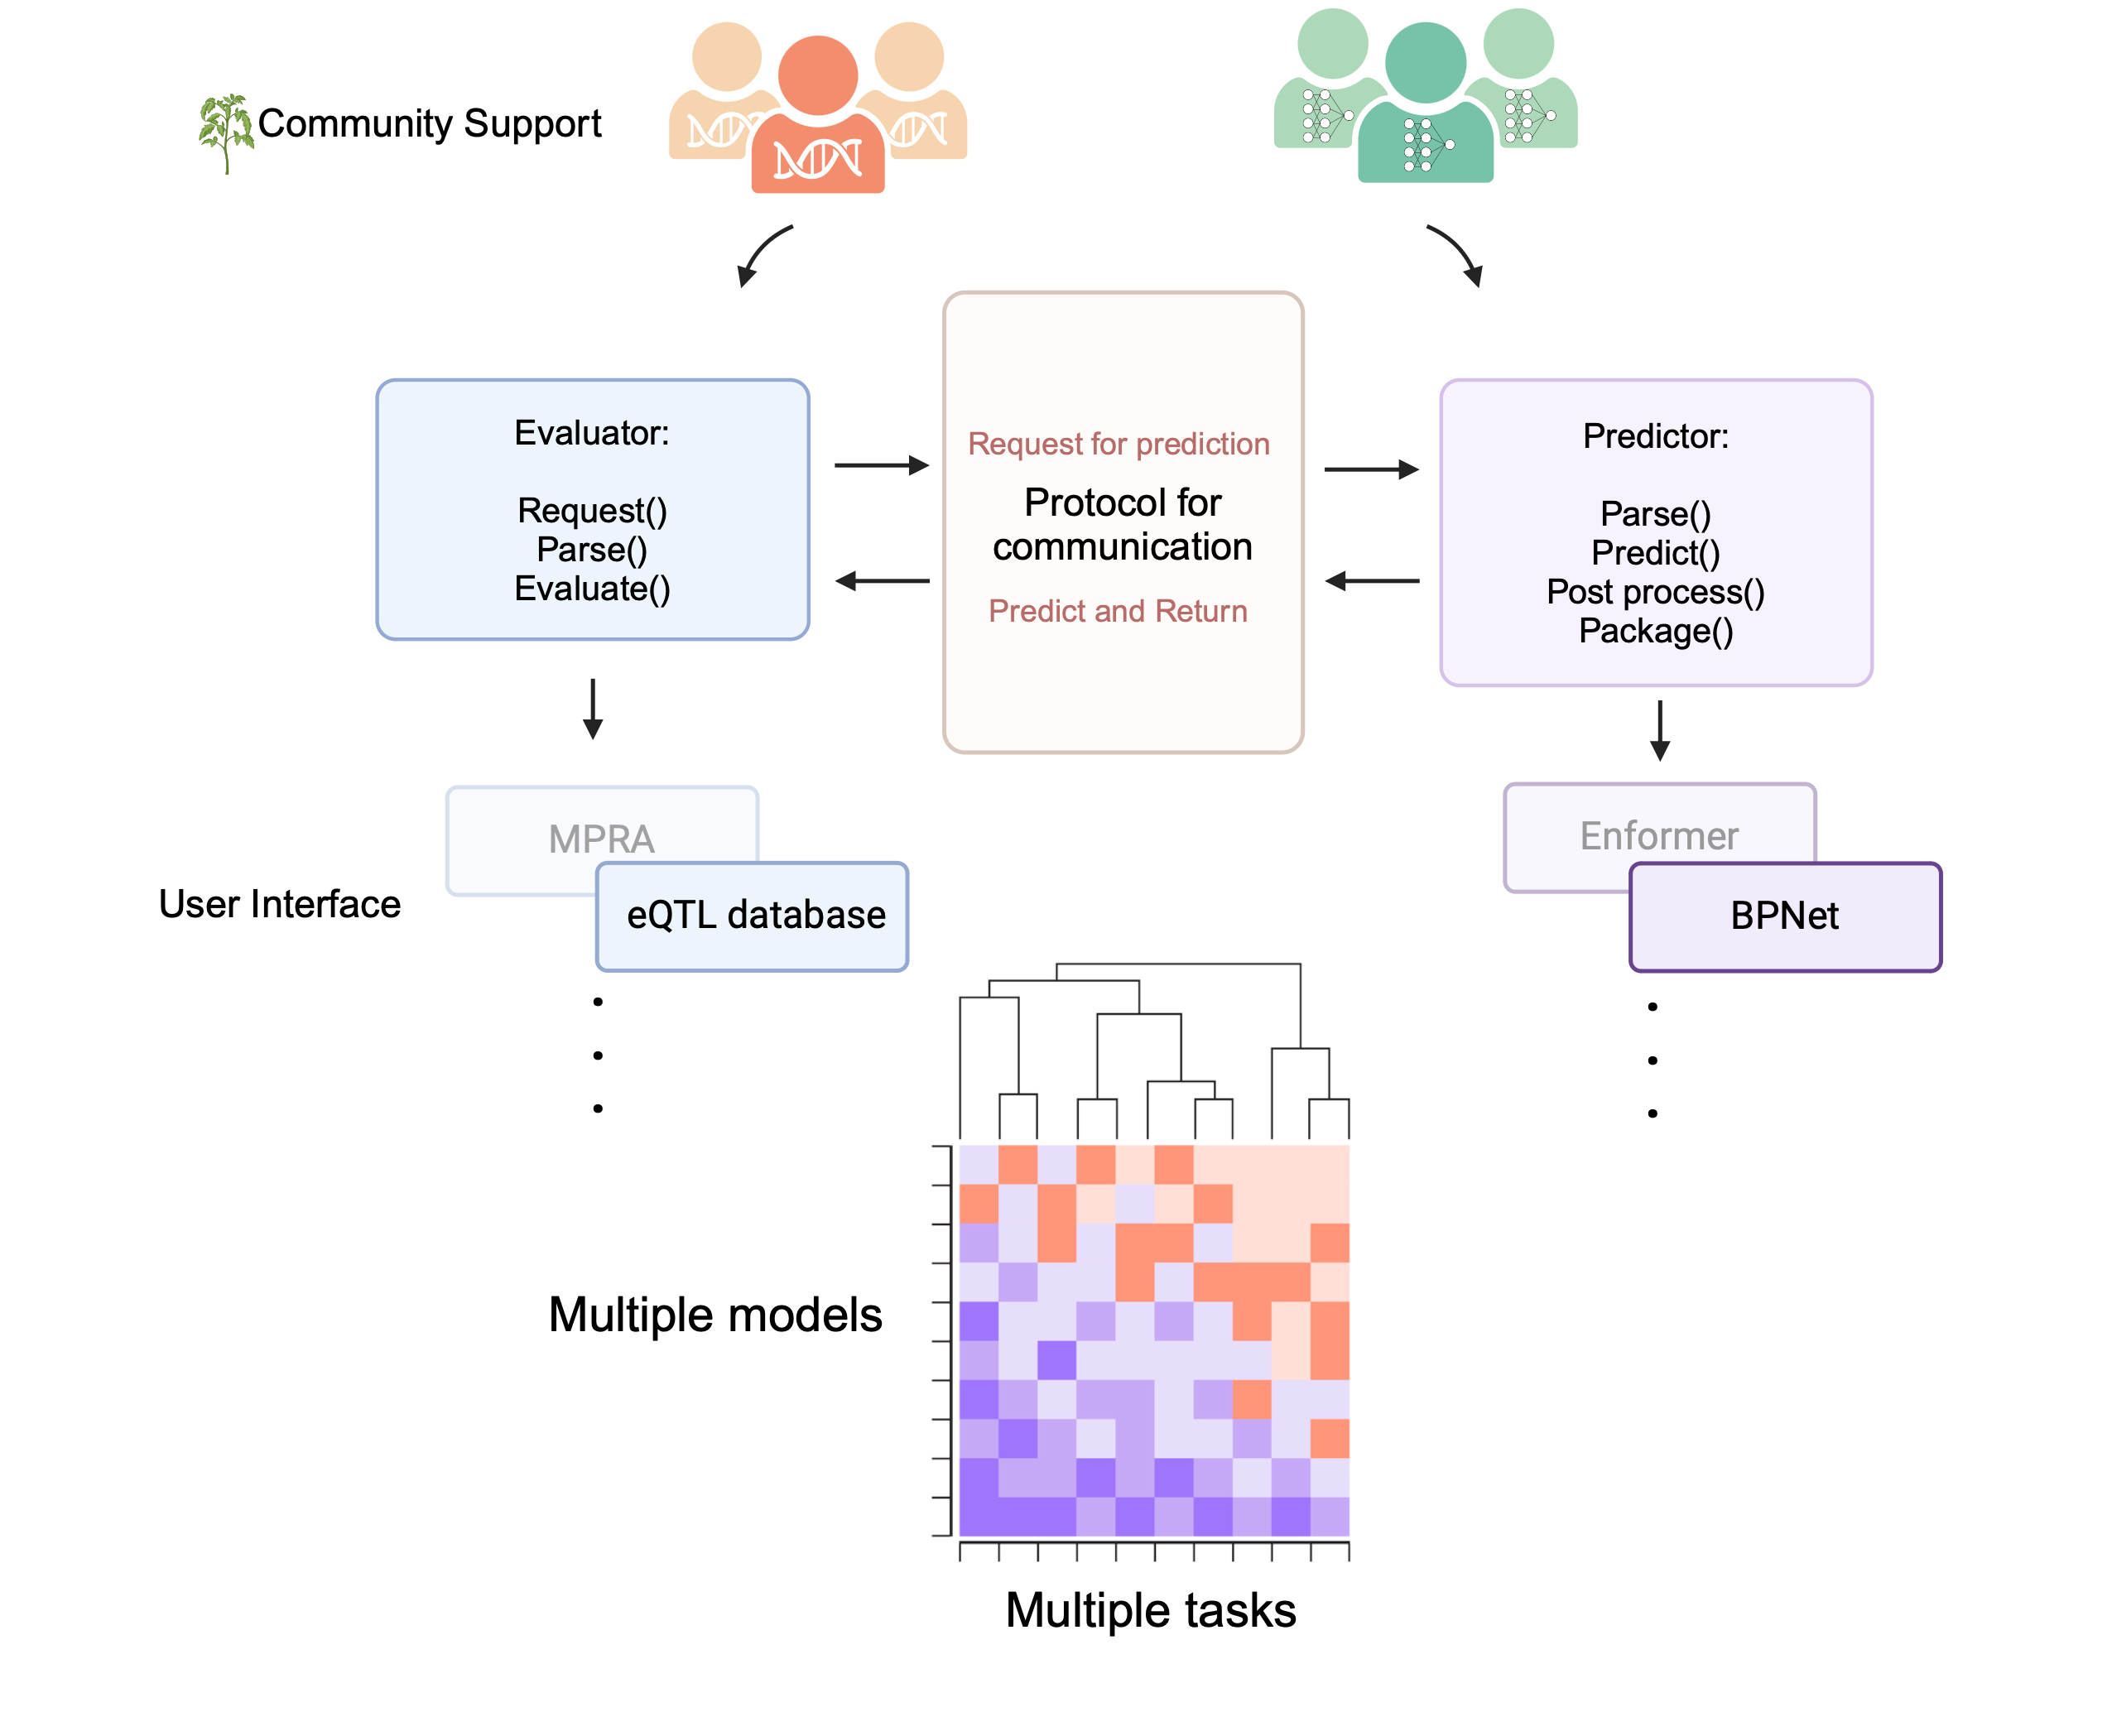 Community Support
Evaluator:
Request()
Parse()
Evaluate()
Request for prediction
Protocol for
communication
Predict and Return
Predictor:
Parse()
Predict()
Post process()
Package()
User Interface
MPRA
eQTL database
Enformer
BPNet
Multiple models
Multiple tasks